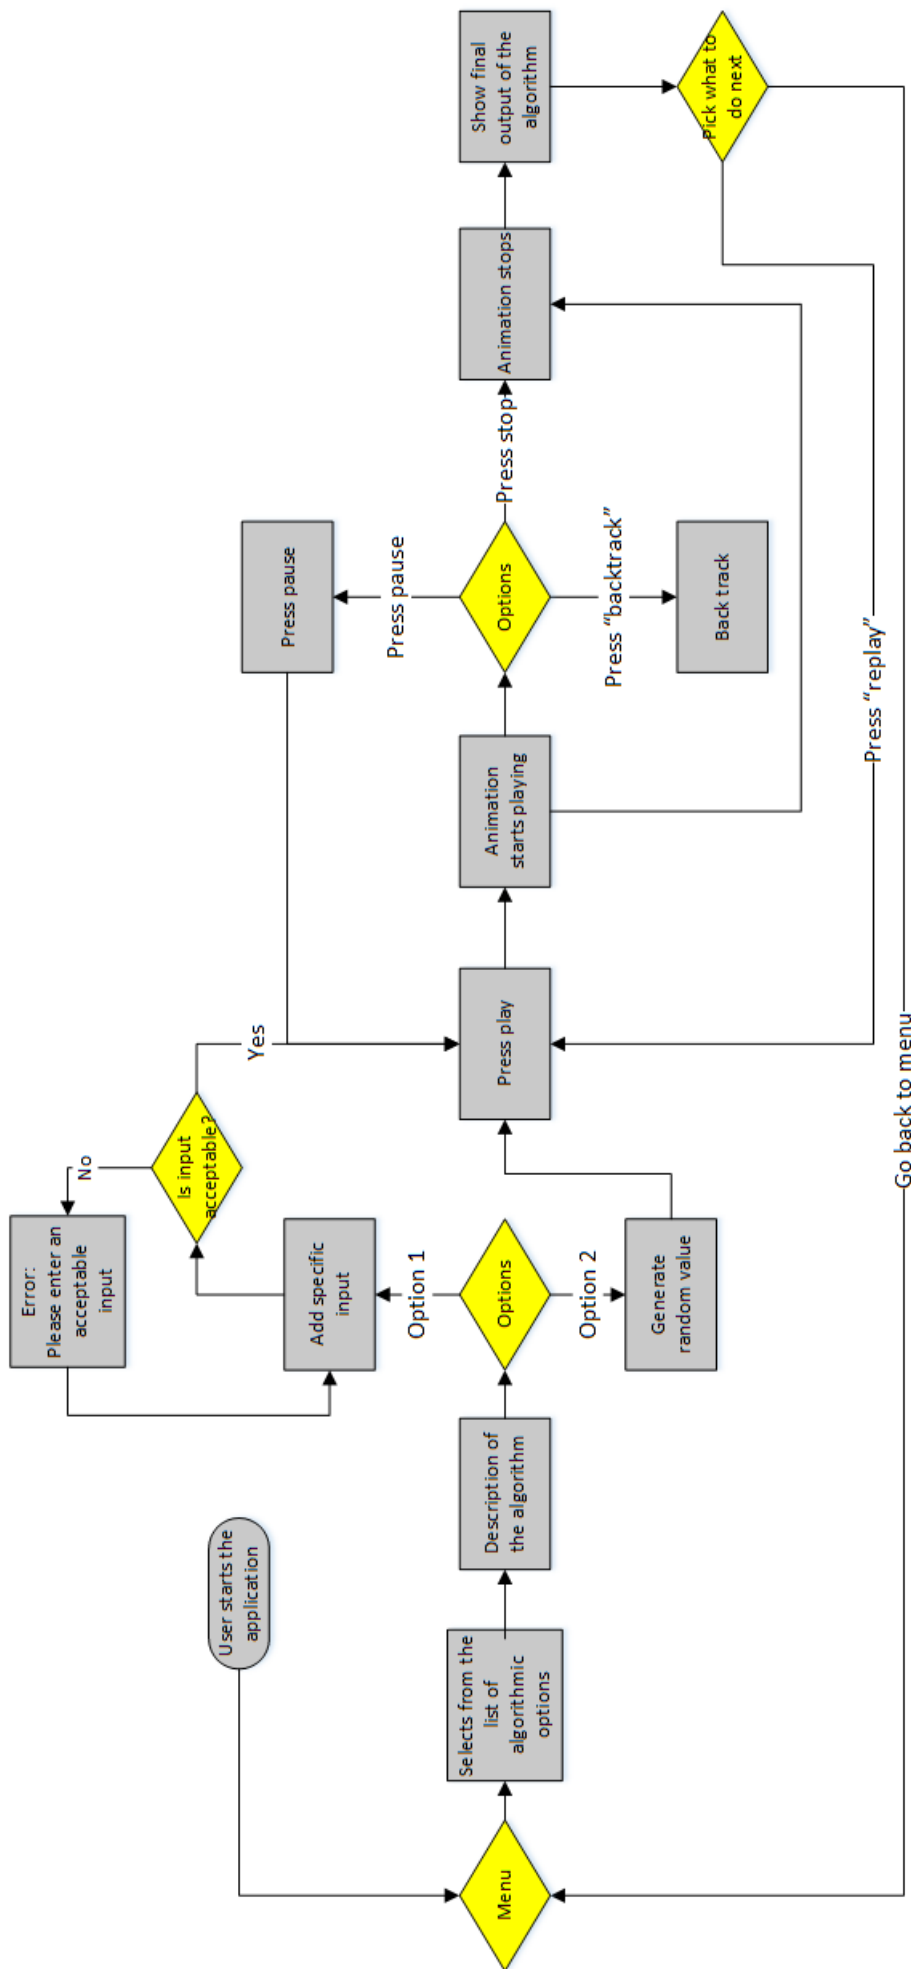 User starts the
application
Menu
Selects from the
list of
algorithmic
options
Description of
the algorithm
Options
Option 1
Option 2
Add specific
input
Generate
random value
Error:
Please enter an
acceptable
input
No
Is input
acceptable?
Yes
Press play
Animation
starts playing
Press pause
Press pause
Options
Press "backtrack"
Back track
Press stop
Animation stops
Show final
output of the
algorithm
Pick what to
do next
Press "replay"
Go back to menu